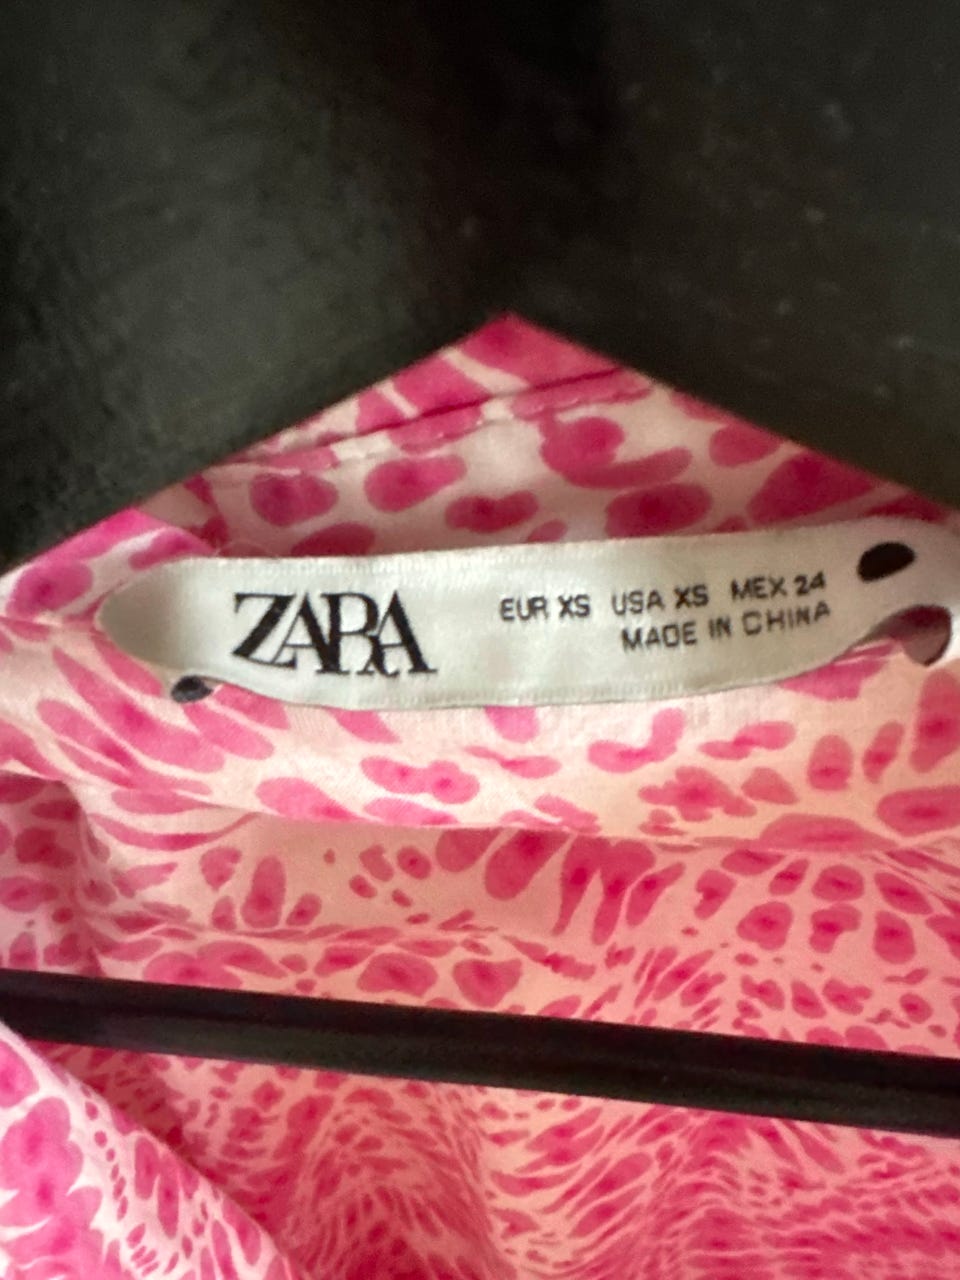 ZARA
EUR XS USA XS MEX 24
MADE IN CHINA